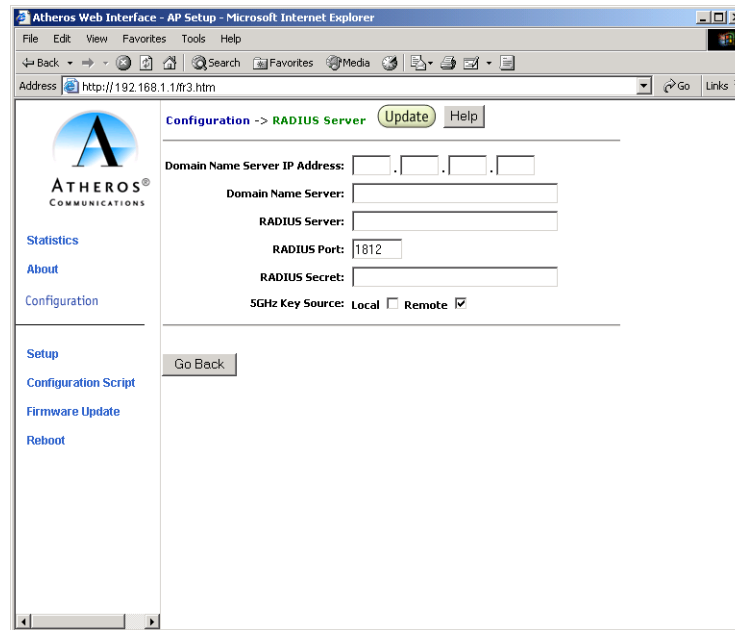 Atheros Web Interface - AP Setup - Microsoft Internet Explorer
File Edit View Favorites Tools Help
Back Search Favorites Media
Address http://192.168.1.1/fr3.htm Go Links
ATHEROS®
COMMUNICATIONS
Statistics
About
Configuration
Setup
Configuration Script
Firmware Update
Reboot
Configuration -> RADIUS Server Update Help
Domain Name Server IP Address: . . .
Domain Name Server:
RADIUS Server:
RADIUS Port: 1812
RADIUS Secret:
5GHz Key Source: Local Remote
Go Back